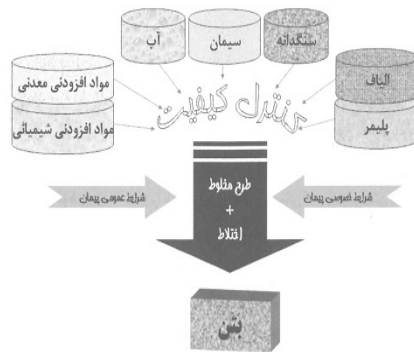 آب
سیمان
سنگدانه
مواد افزودنی معدنی
مواد افزودنی شیمیائی
الیاف
پلیمر
کنترل کیفیت
شرایط عمومی پیمان
شرایط خصوصی پیمان
طرح مخلوط
+
اختلاط
بتن